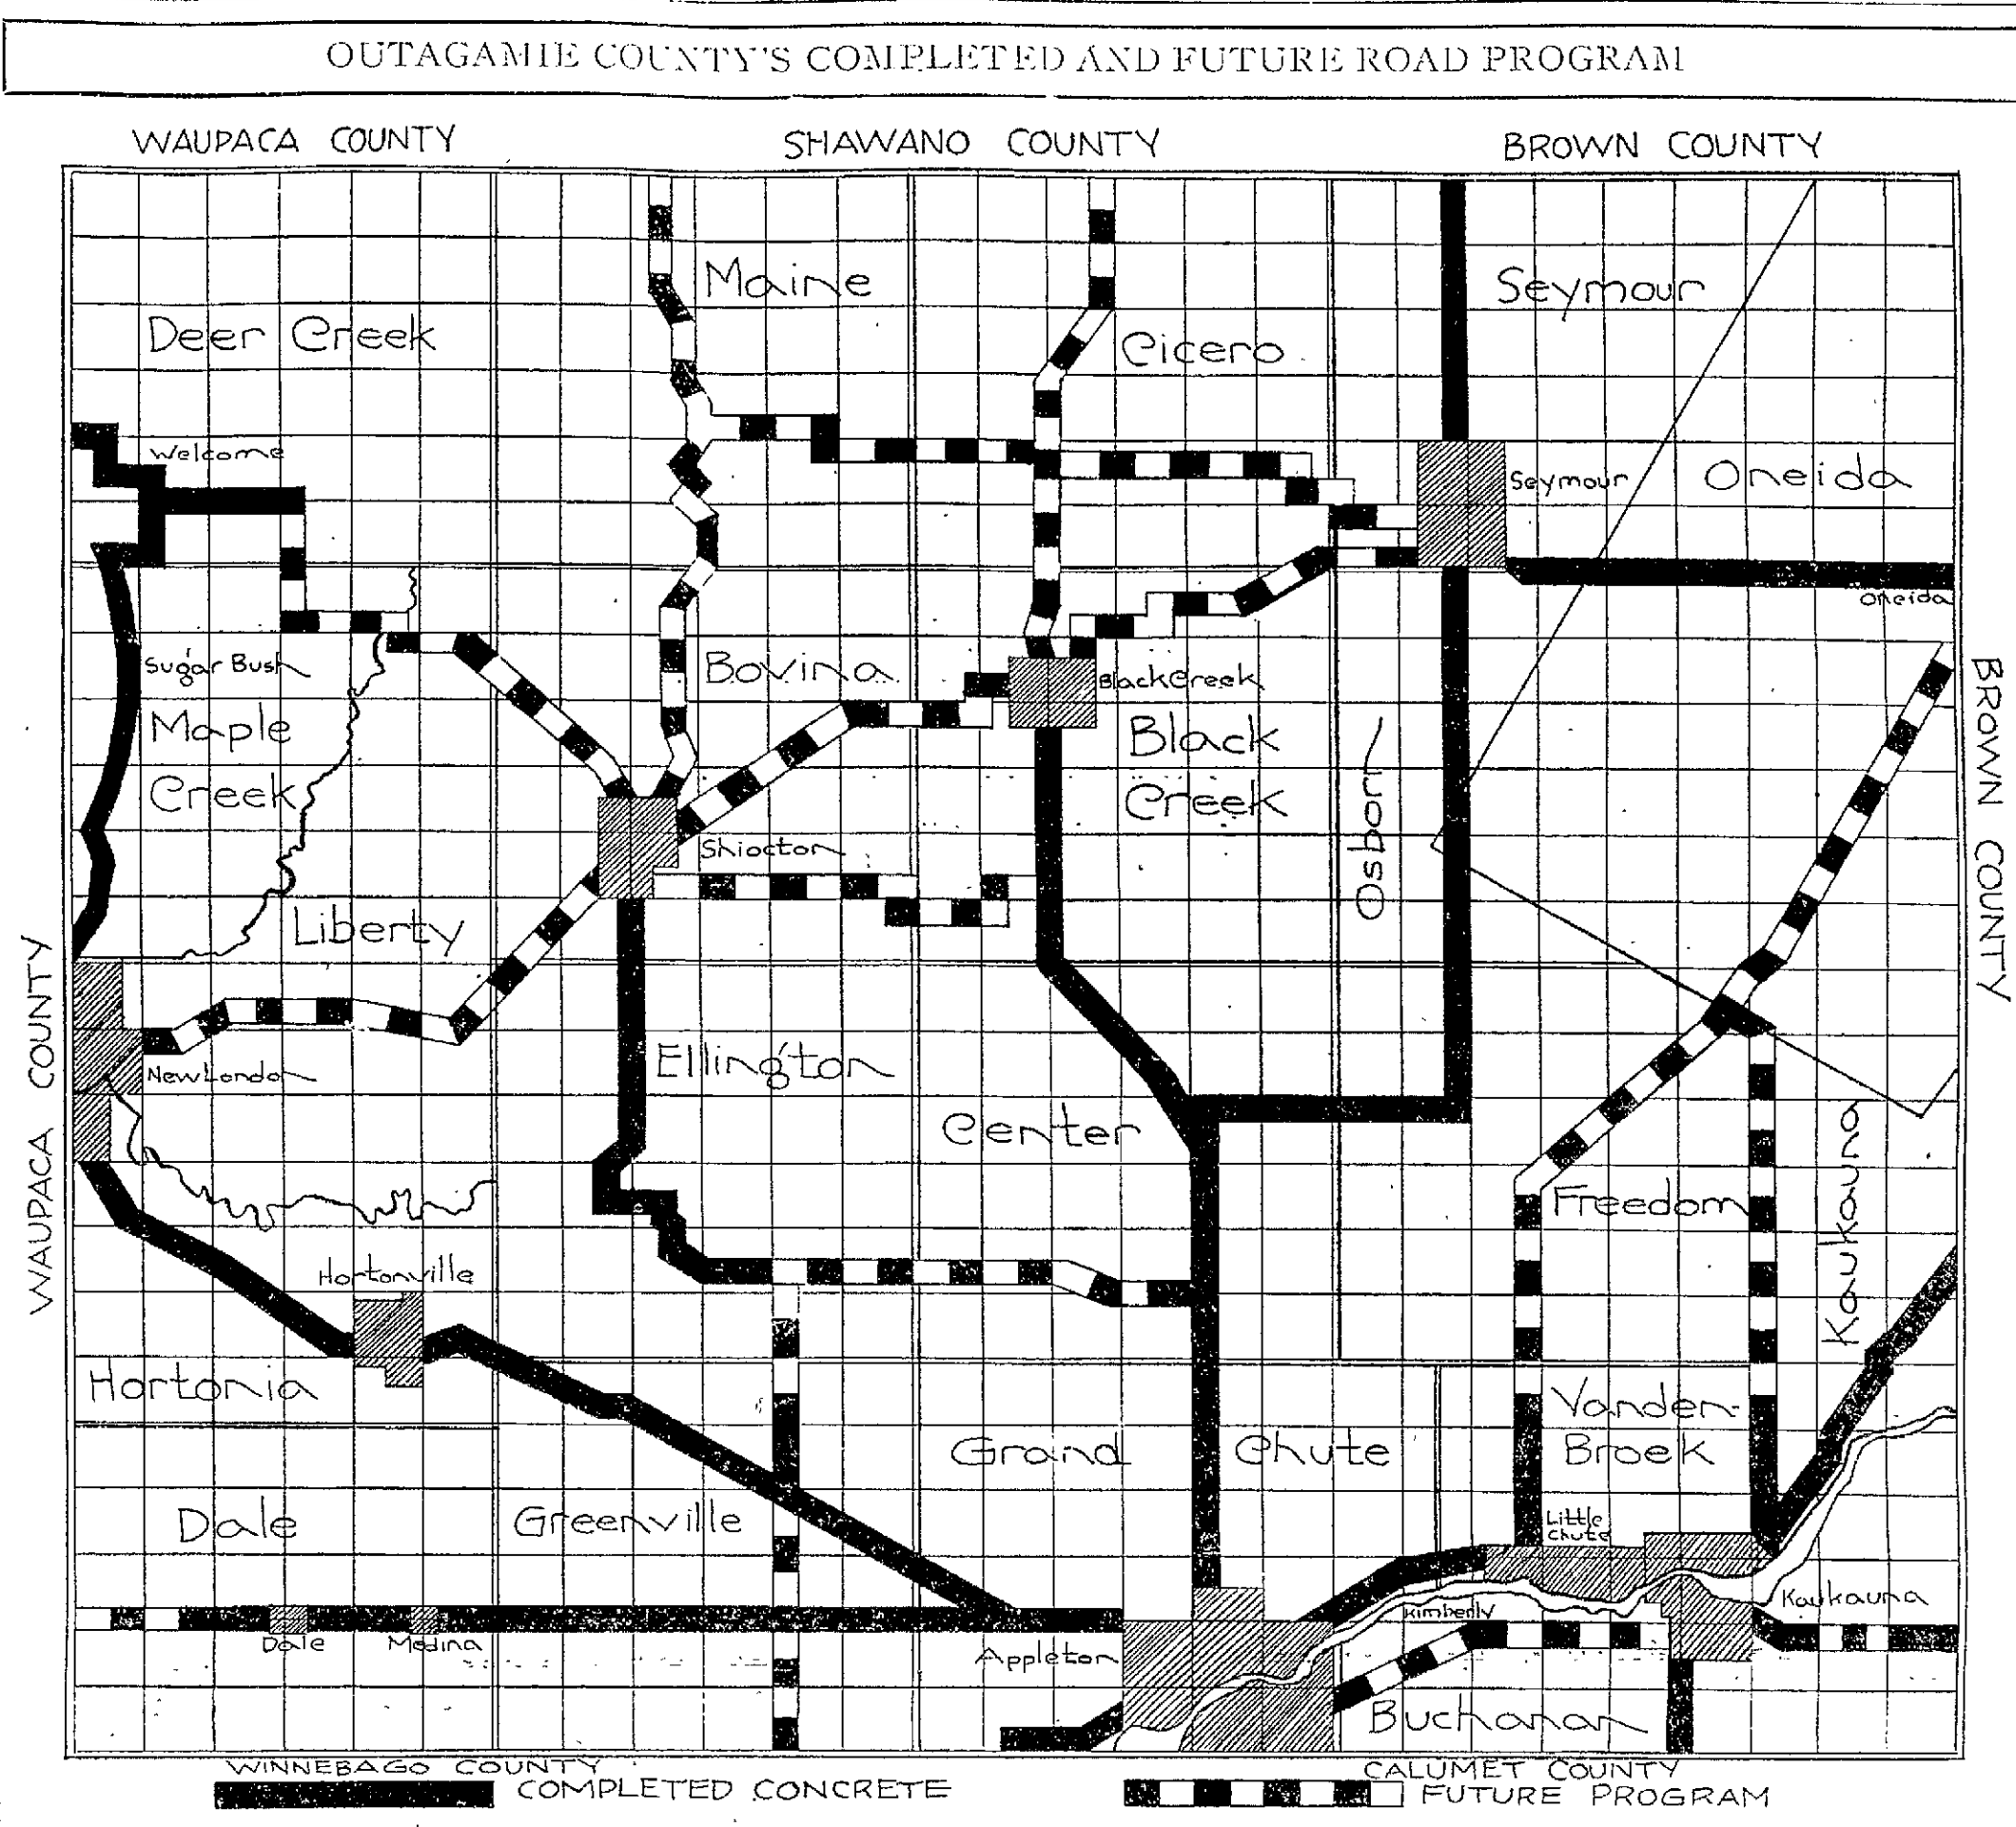 OUTAGAMIE COUNTY'S COMPLETED AND FUTURE ROAD PROGRAM
WAUPACA COUNTY
SHAWANO COUNTY
BROWN COUNTY
Maine
Seymour
Deer Creek
Cicero
Welcome
Seymour
Oneida
Oneida
Sugar Bush
Bovina
Black Creek
BROWN COUNTY
Maple
Creek
Black
Creek
Osborn
Shiocton
Liberty
WAUPACA COUNTY
New London
Ellington
Center
Freedom
Kaukauna
Hortonville
Hortonia
Vanden-
Broek
Grand Chute
Dale
Greenville
Little
Chute
Kaukauna
Kimberly
Dale
Medina
Appleton
Buchanan
WINNEBAGO COUNTY
CALUMET COUNTY
COMPLETED CONCRETE
FUTURE PROGRAM